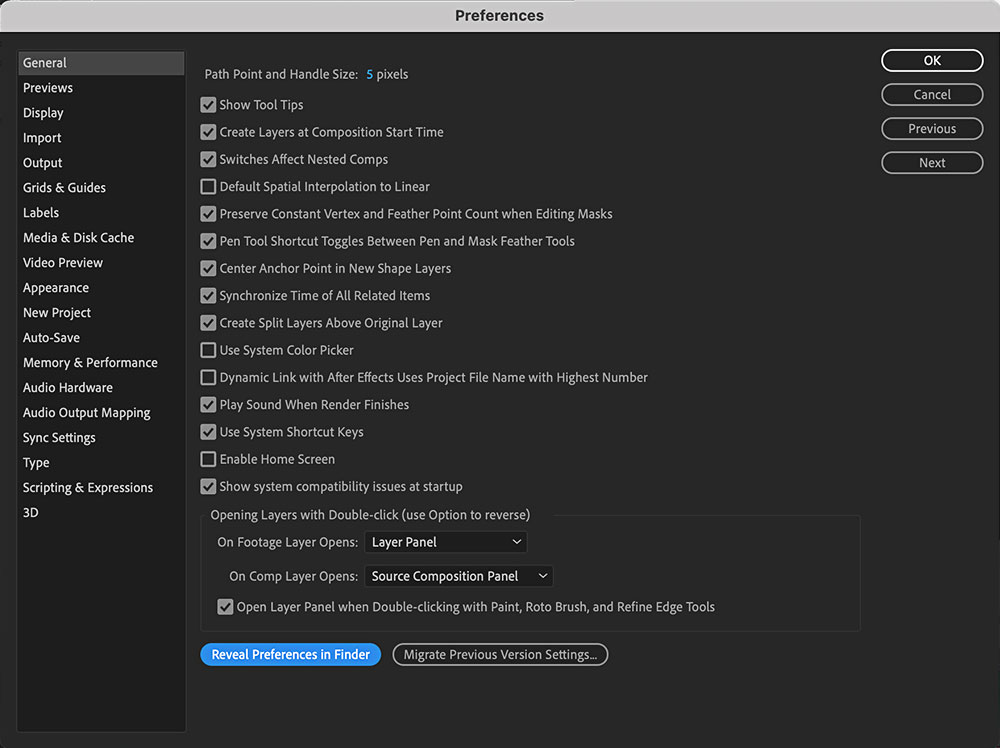 Preferences
General
Previews
Display
Import
Output
Grids & Guides
Labels
Media & Disk Cache
Video Preview
Appearance
New Project
Auto-Save
Memory & Performance
Audio Hardware
Audio Output Mapping
Sync Settings
Type
Scripting & Expressions
3D
Path Point and Handle Size: 5 pixels
Show Tool Tips
Create Layers at Composition Start Time
Switches Affect Nested Comps
Default Spatial Interpolation to Linear
Preserve Constant Vertex and Feather Point Count when Editing Masks
Pen Tool Shortcut Toggles Between Pen and Mask Feather Tools
Center Anchor Point in New Shape Layers
Synchronize Time of All Related Items
Create Split Layers Above Original Layer
Use System Color Picker
Dynamic Link with After Effects Uses Project File Name with Highest Number
Play Sound When Render Finishes
Use System Shortcut Keys
Enable Home Screen
Show system compatibility issues at startup
Opening Layers with Double-click (use Option to reverse)
On Footage Layer Opens: Layer Panel
On Comp Layer Opens: Source Composition Panel
Open Layer Panel when Double-clicking with Paint, Roto Brush, and Refine Edge Tools
Reveal Preferences in Finder
Migrate Previous Version Settings...
OK
Cancel
Previous
Next